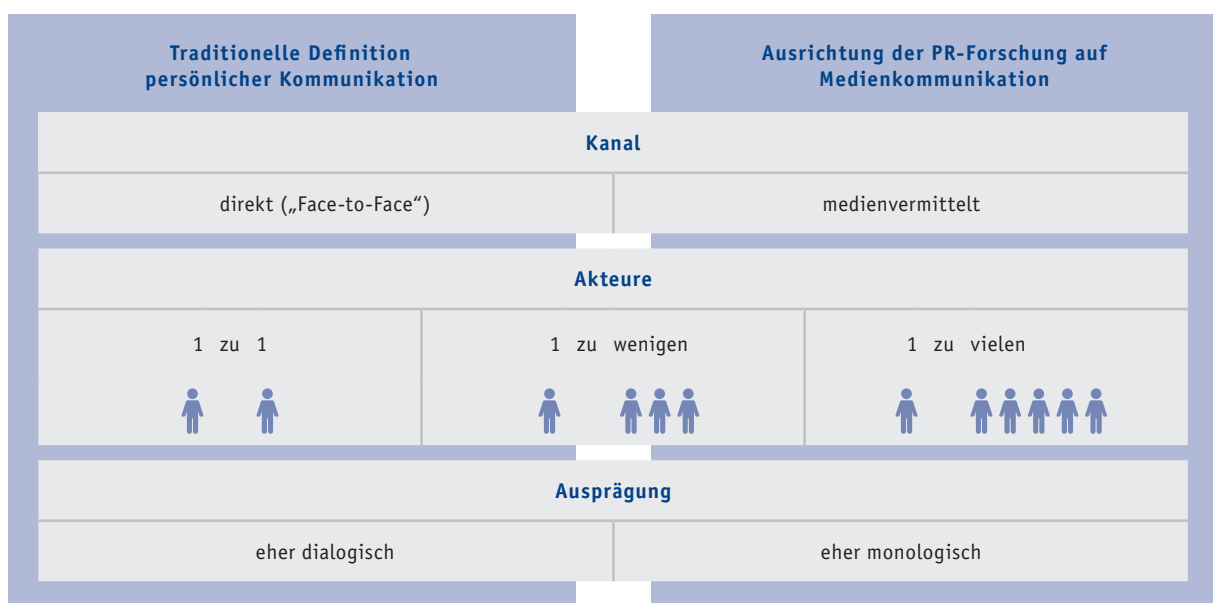 Traditionelle Definition
persönlicher Kommunikation
Ausrichtung der PR-Forschung auf
Medienkommunikation
Kanal
direkt („Face-to-Face“)
medienvermittelt
Akteure
1 zu 1
1 zu wenigen
1 zu vielen
Ausprägung
eher dialogisch
eher monologisch